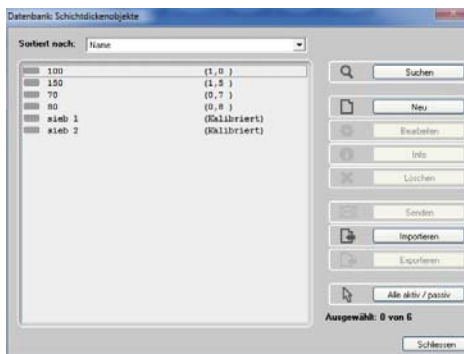 Datenbank: Schichtdickenobjekte
Sortiert nach: Name
100 (1,0 )
150 (1,5 )
70 (0,7 )
80 (0,8 )
sieb 1 (Kalibriert)
sieb 2 (Kalibriert)
Suchen
Neu
Bearbeiten
Info
Löschen
Senden
Importieren
Exportieren
Alle aktiv / passiv
Ausgewählt: 0 von 6
Schliessen